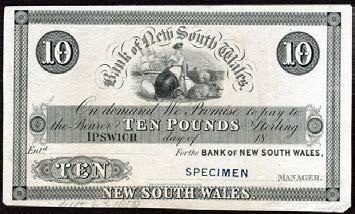 10 Bank of New South Wales 10
On demand We Promise to pay to
the Bearer TEN POUNDS Sterling
IPSWICH day of 18
Entd For the BANK OF NEW SOUTH WALES,
TEN SPECIMEN MANAGER.
NEW SOUTH WALES